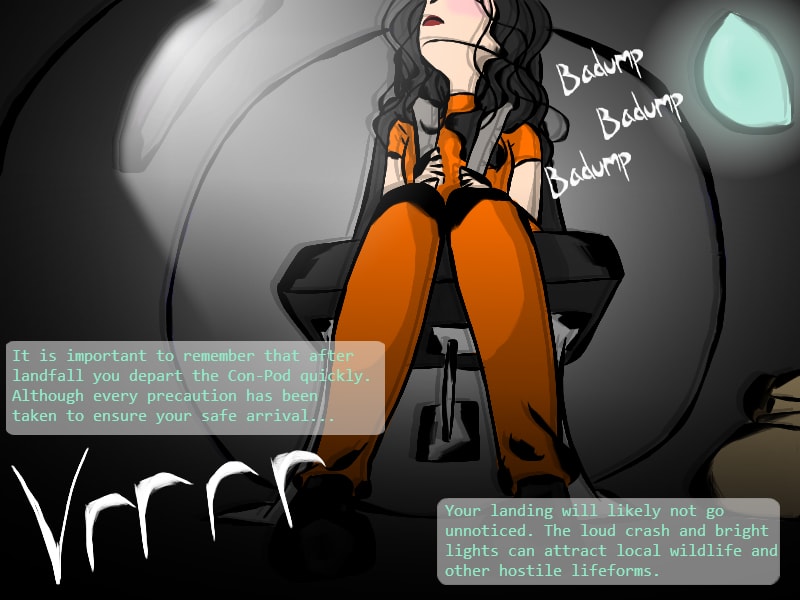 Badump
Badump
Badump
It is important to remember that after
landfall you depart the Con-Pod quickly.
Although every precaution has been
taken to ensure your safe arrival...
Vrrrr
Your landing will likely not go
unnoticed. The loud crash and bright
lights can attract local wildlife and
other hostile lifeforms.